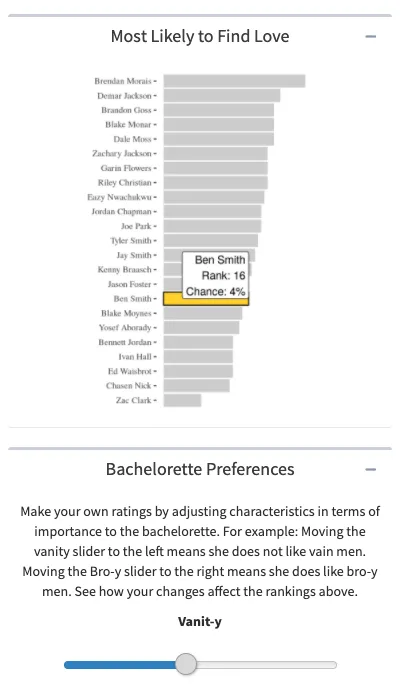 Most Likely to Find Love
Brendan Morais
Demar Jackson
Brandon Goss
Blake Monar
Dale Moss
Zachary Jackson
Garin Flowers
Riley Christian
Eazy Nwachukwu
Jordan Chapman
Joe Park
Tyler Smith
Jay Smith
Kenny Braasch
Jason Foster
Ben Smith
Blake Moynes
Yosef Aborady
Bennett Jordan
Ivan Hall
Ed Waisbrot
Chasen Nick
Zac Clark
Ben Smith
Rank: 16
Chance: 4%
Bachelorette Preferences
Make your own ratings by adjusting characteristics in terms of
importance to the bachelorette. For example: Moving the
vanity slider to the left means she does not like vain men.
Moving the Bro-y slider to the right means she does like bro-y
men. See how your changes affect the rankings above.
Vanit-y